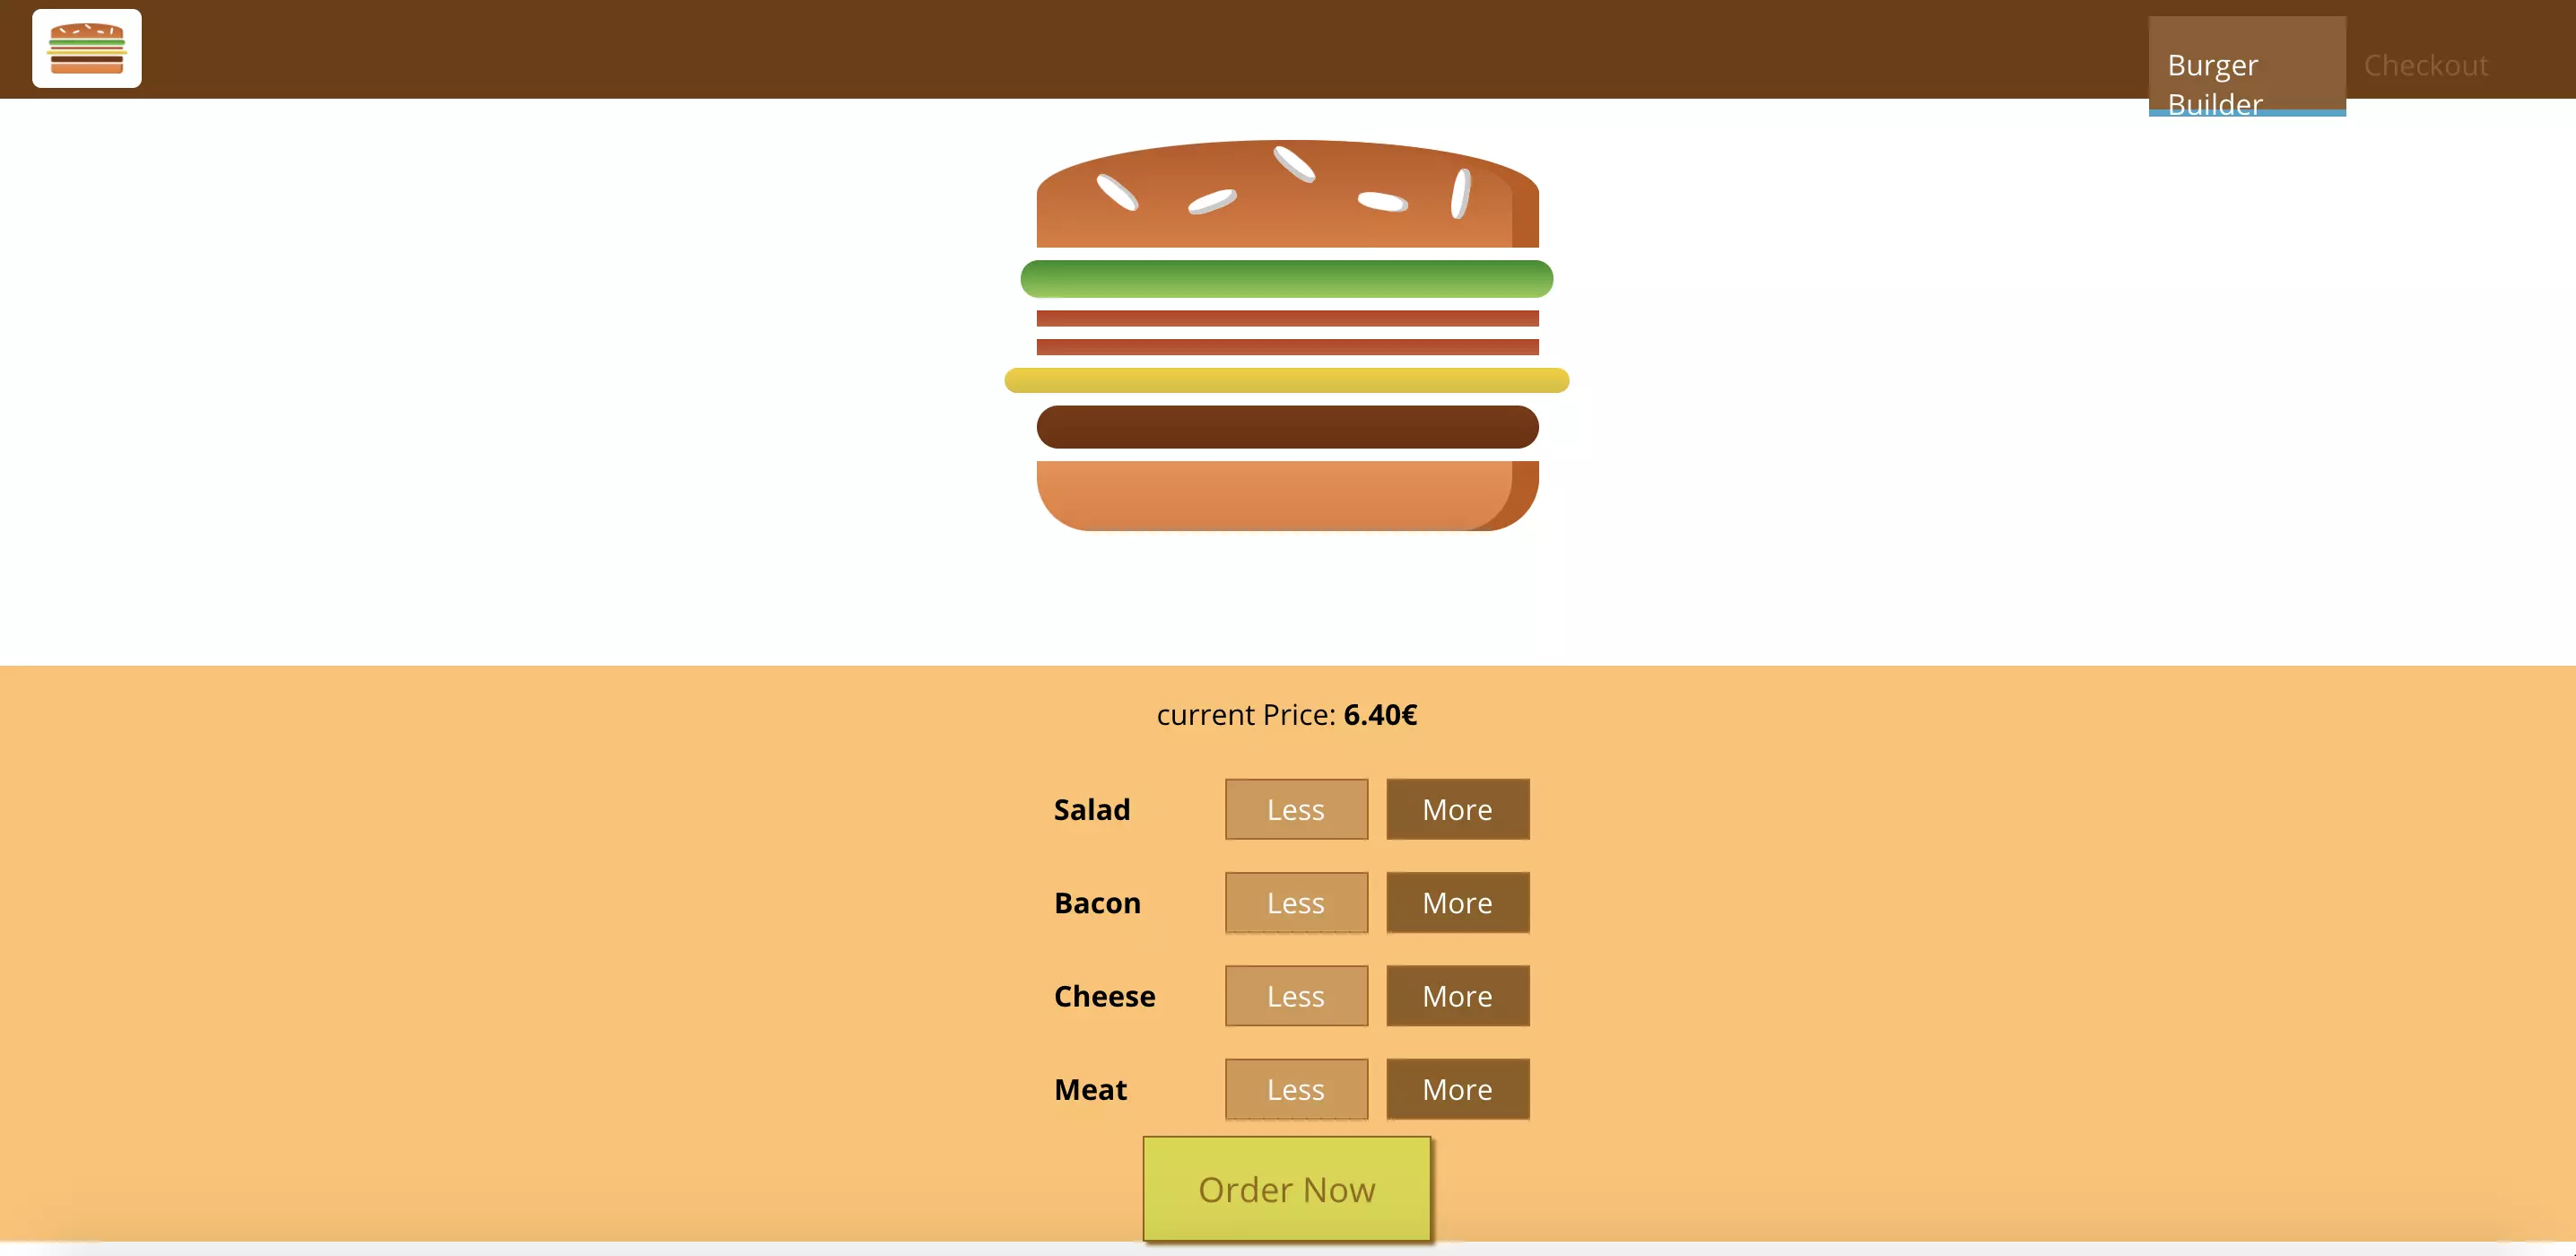 Burger
Builder
Checkout
current Price: 6.40€
Salad Less More
Bacon Less More
Cheese Less More
Meat Less More
Order Now